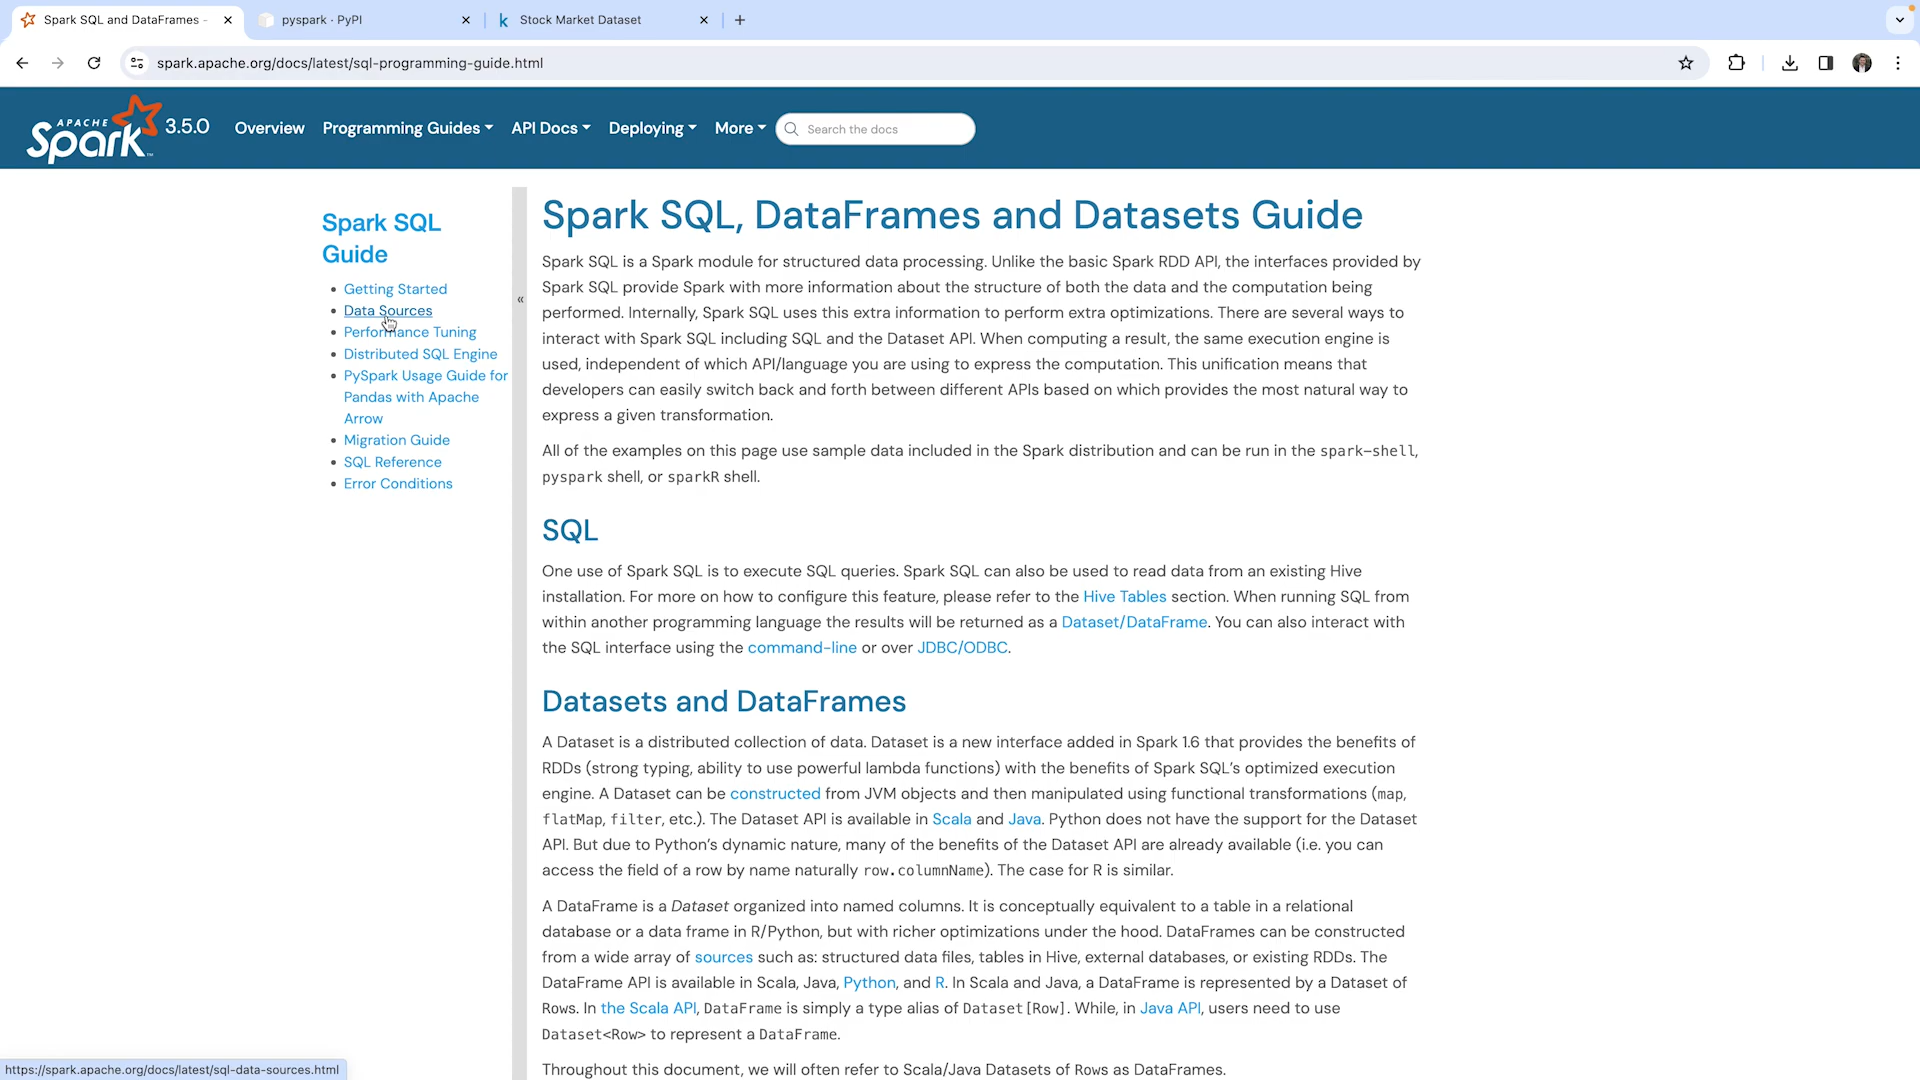 Spark SQL and DataFrames -
pyspark · PyPI
Stock Market Dataset
spark.apache.org/docs/latest/sql-programming-guide.html
APACHE Spark™ 3.5.0 Overview Programming Guides API Docs Deploying More Search the docs
Spark SQL
Guide
Getting Started
Data Sources
Performance Tuning
Distributed SQL Engine
PySpark Usage Guide for
Pandas with Apache
Arrow
Migration Guide
SQL Reference
Error Conditions
«
Spark SQL, DataFrames and Datasets Guide
Spark SQL is a Spark module for structured data processing. Unlike the basic Spark RDD API, the interfaces provided by
Spark SQL provide Spark with more information about the structure of both the data and the computation being
performed. Internally, Spark SQL uses this extra information to perform extra optimizations. There are several ways to
interact with Spark SQL including SQL and the Dataset API. When computing a result, the same execution engine is
used, independent of which API/language you are using to express the computation. This unification means that
developers can easily switch back and forth between different APIs based on which provides the most natural way to
express a given transformation.
All of the examples on this page use sample data included in the Spark distribution and can be run in the spark-shell,
pyspark shell, or sparkR shell.
SQL
One use of Spark SQL is to execute SQL queries. Spark SQL can also be used to read data from an existing Hive
installation. For more on how to configure this feature, please refer to the Hive Tables section. When running SQL from
within another programming language the results will be returned as a Dataset/DataFrame. You can also interact with
the SQL interface using the command-line or over JDBC/ODBC.
Datasets and DataFrames
A Dataset is a distributed collection of data. Dataset is a new interface added in Spark 1.6 that provides the benefits of
RDDs (strong typing, ability to use powerful lambda functions) with the benefits of Spark SQL's optimized execution
engine. A Dataset can be constructed from JVM objects and then manipulated using functional transformations (map,
flatMap, filter, etc.). The Dataset API is available in Scala and Java. Python does not have the support for the Dataset
API. But due to Python's dynamic nature, many of the benefits of the Dataset API are already available (i.e. you can
access the field of a row by name naturally row.columnName). The case for R is similar.
A DataFrame is a Dataset organized into named columns. It is conceptually equivalent to a table in a relational
database or a data frame in R/Python, but with richer optimizations under the hood. DataFrames can be constructed
from a wide array of sources such as: structured data files, tables in Hive, external databases, or existing RDDs. The
DataFrame API is available in Scala, Java, Python, and R. In Scala and Java, a DataFrame is represented by a Dataset of
Rows. In the Scala API, DataFrame is simply a type alias of Dataset[Row]. While, in Java API, users need to use
Dataset<Row> to represent a DataFrame.
Throughout this document, we will often refer to Scala/Java Datasets of Rows as DataFrames.
https://spark.apache.org/docs/latest/sql-data-sources.html